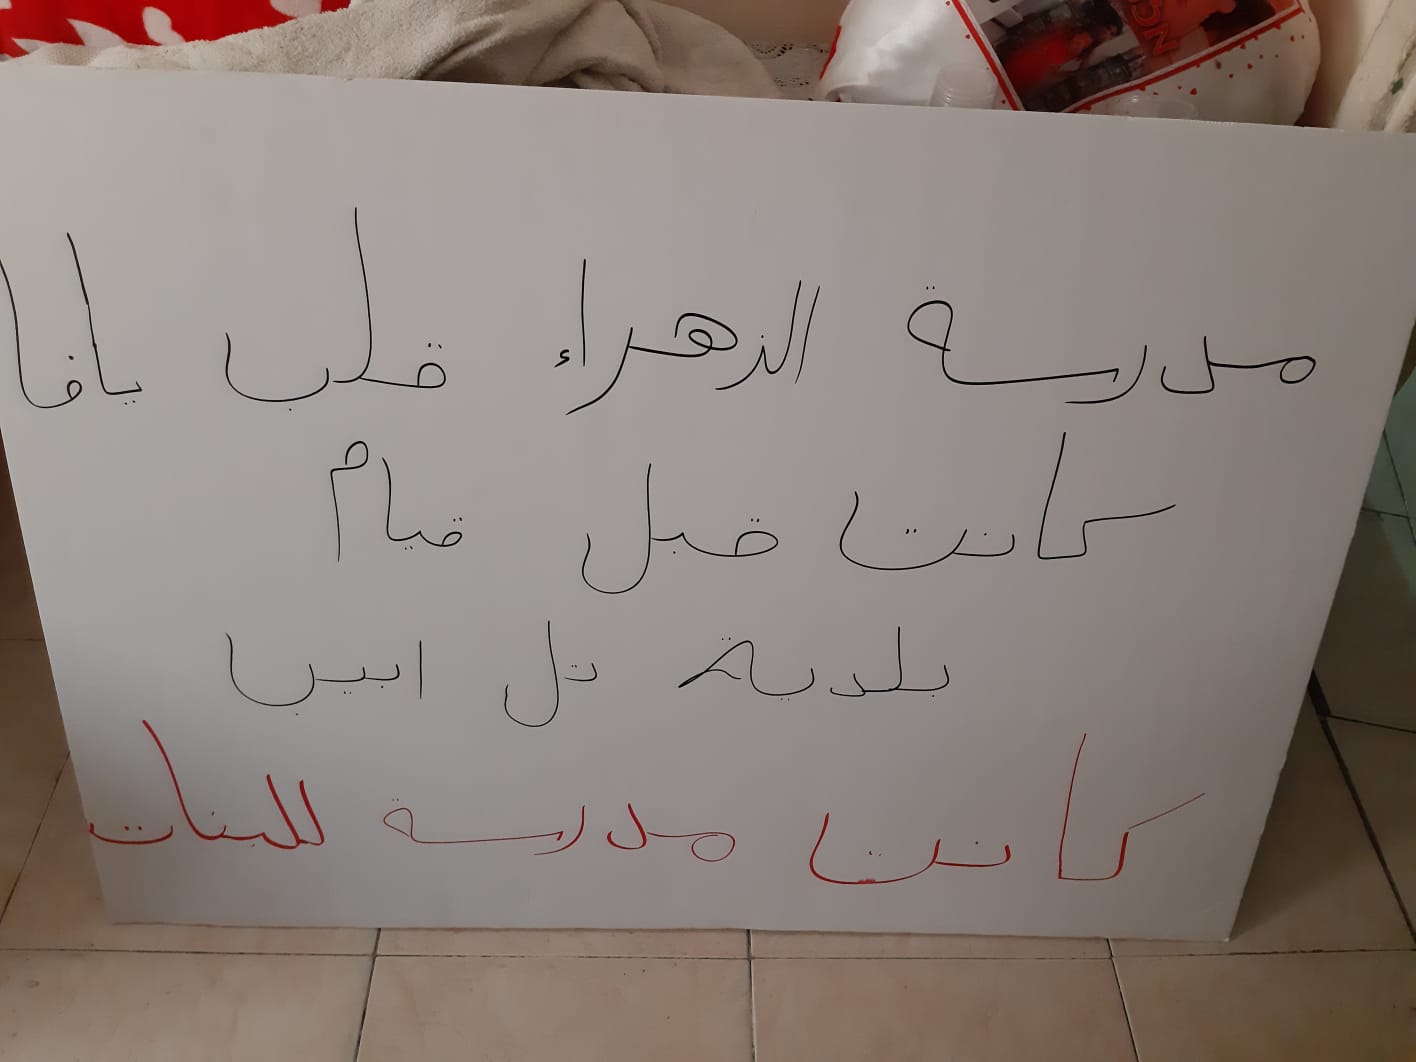 مدرسة الزهراء قلب يافا
كانت قبل قيام
بلدية تل ابيب
كانت مدرسة للبنات